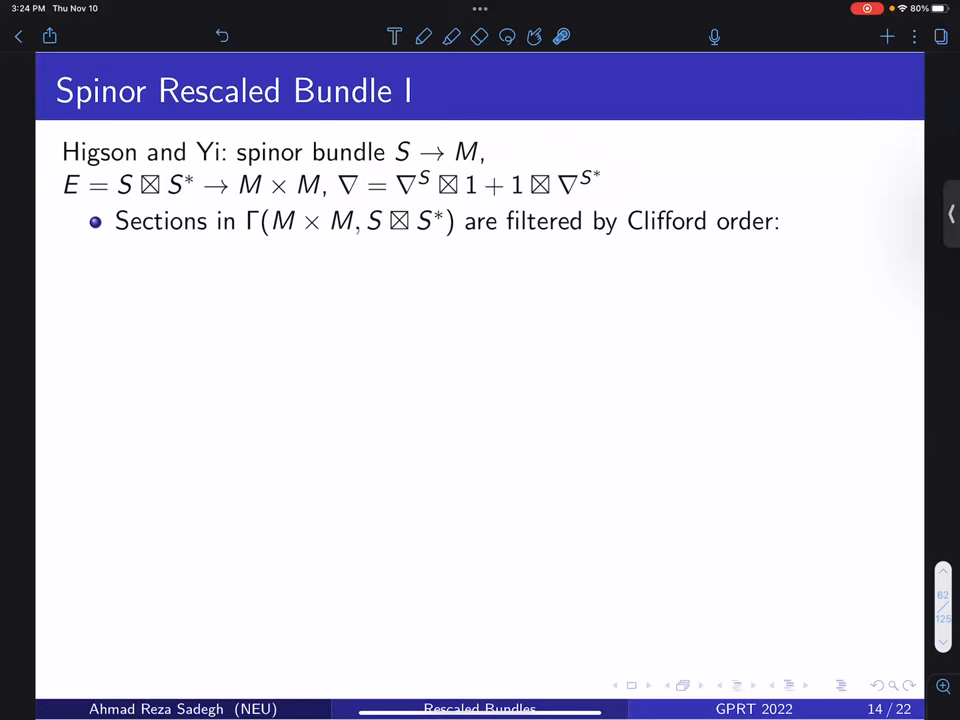 3:24 PM Thu Nov 10
80%
Spinor Rescaled Bundle I
Higson and Yi: spinor bundle S → M,
E = S ⊠ S* → M × M, ∇ = ∇^S ⊠ 1 + 1 ⊠ ∇^{S*}
Sections in Γ(M × M, S ⊠ S*) are filtered by Clifford order:
62
/
125
Ahmad Reza Sadegh (NEU) Rescaled Bundles GPRT 2022 14 / 22